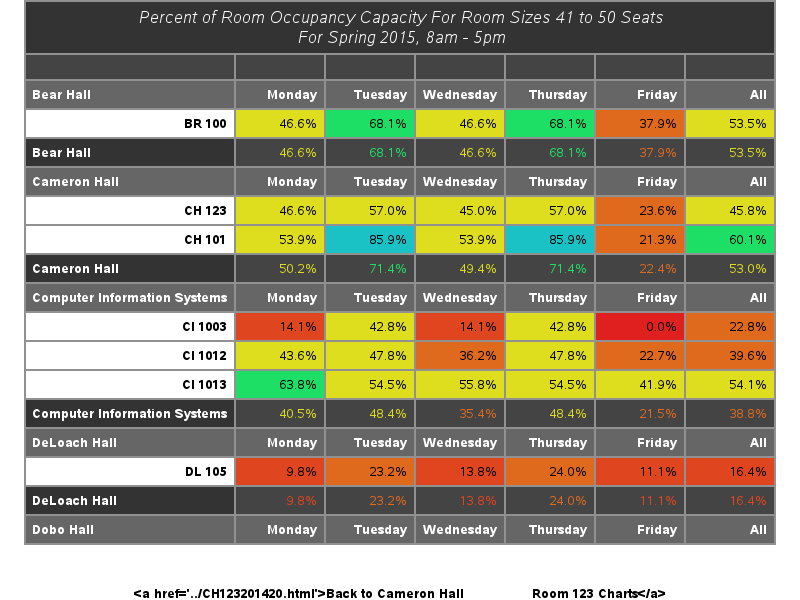 Percent of Room Occupancy Capacity For Room Sizes 41 to 50 Seats
For Spring 2015, 8am - 5pm
Bear Hall Monday Tuesday Wednesday Thursday Friday All
BR 100 46.6% 68.1% 46.6% 68.1% 37.9% 53.5%
Bear Hall 46.6% 68.1% 46.6% 68.1% 37.9% 53.5%
Cameron Hall Monday Tuesday Wednesday Thursday Friday All
CH 123 46.6% 57.0% 45.0% 57.0% 23.6% 45.8%
CH 101 53.9% 85.9% 53.9% 85.9% 21.3% 60.1%
Cameron Hall 50.2% 71.4% 49.4% 71.4% 22.4% 53.0%
Computer Information Systems Monday Tuesday Wednesday Thursday Friday All
CI 1003 14.1% 42.8% 14.1% 42.8% 0.0% 22.8%
CI 1012 43.6% 47.8% 36.2% 47.8% 22.7% 39.6%
CI 1013 63.8% 54.5% 55.8% 54.5% 41.9% 54.1%
Computer Information Systems 40.5% 48.4% 35.4% 48.4% 21.5% 38.8%
DeLoach Hall Monday Tuesday Wednesday Thursday Friday All
DL 105 9.8% 23.2% 13.8% 24.0% 11.1% 16.4%
DeLoach Hall 9.8% 23.2% 13.8% 24.0% 11.1% 16.4%
Dobo Hall Monday Tuesday Wednesday Thursday Friday All
<a href='../CH123201420.html'>Back to Cameron Hall Room 123 Charts</a>